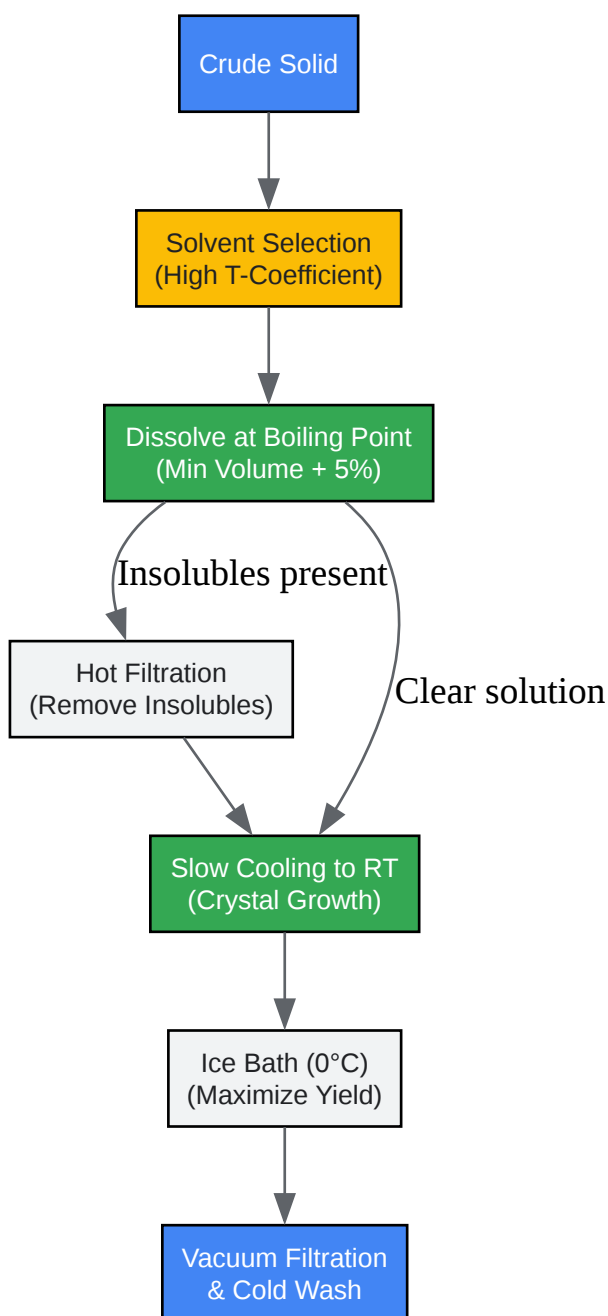 Crude Solid
Solvent Selection
(High T-Coefficient)
Dissolve at Boiling Point
(Min Volume + 5%)
Insolubles present
Hot Filtration
(Remove Insolubles)
Clear solution
Slow Cooling to RT
(Crystal Growth)
Ice Bath (0°C)
(Maximize Yield)
Vacuum Filtration
& Cold Wash